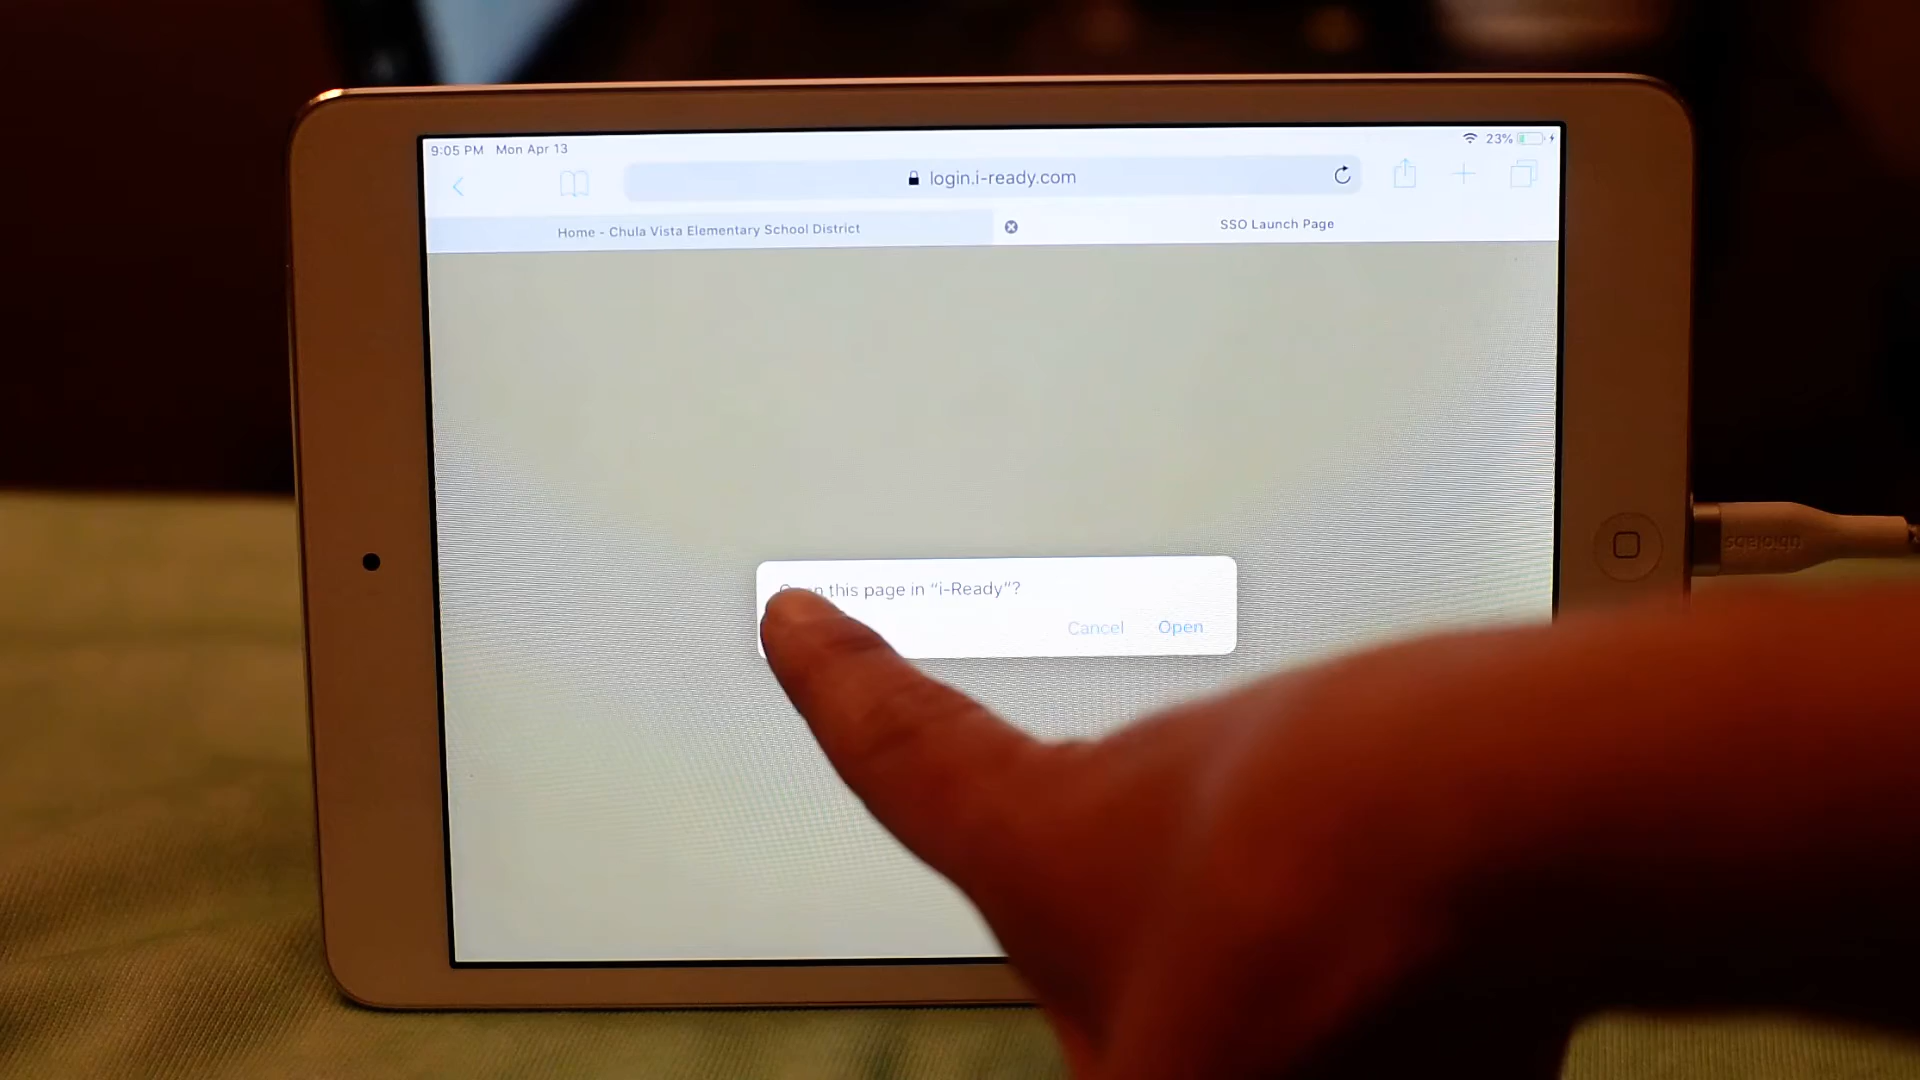 9:05 PM Mon Apr 13
23%
login.i-ready.com
Home - Chula Vista Elementary School District
SSO Launch Page
this page in “i-Ready”?
Cancel Open
ubiolabs